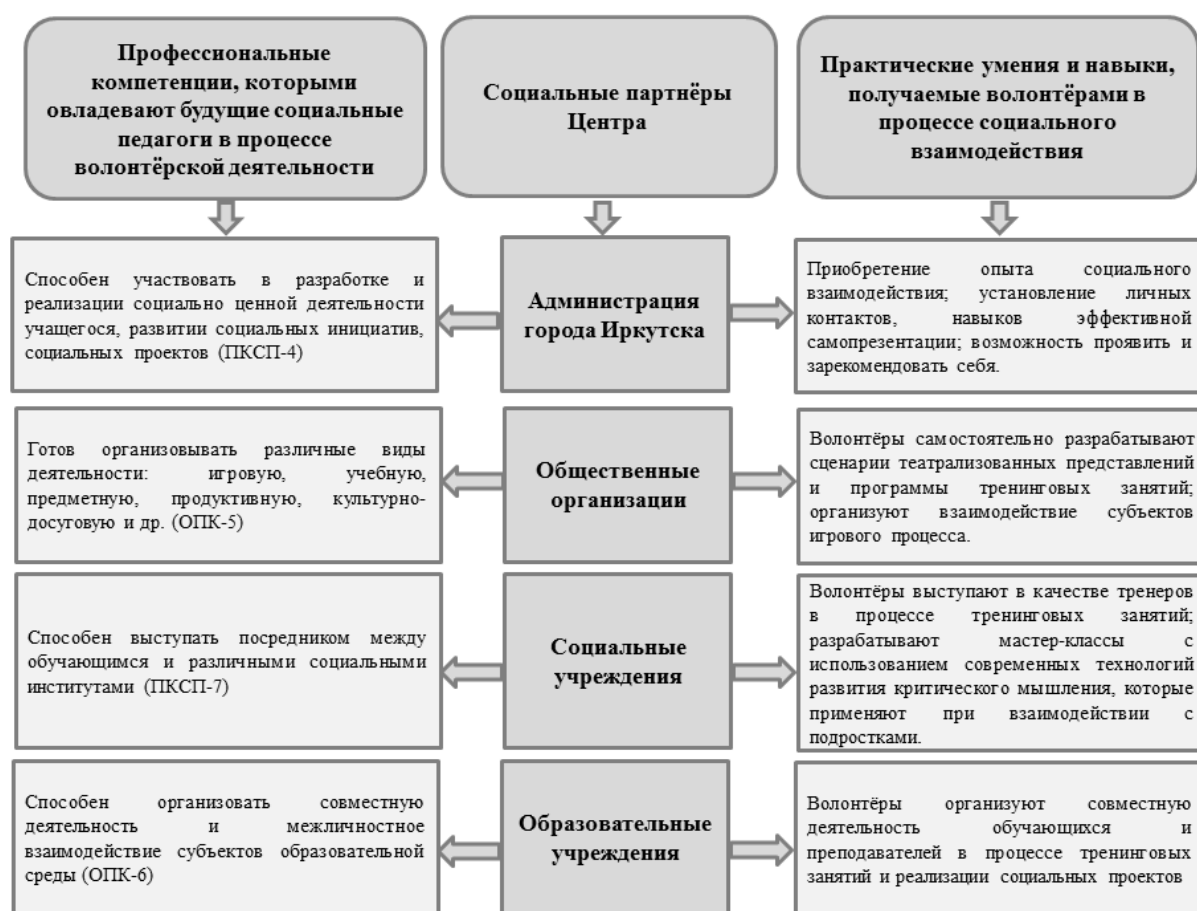 Профессиональные
компетенции, которыми
овладевают будущие социальные
педагоги в процессе
волонтёрской деятельности
Социальные партнёры
Центра
Практические умения и навыки,
получаемые волонтёрами в
процессе социального
взаимодействия
Способен участвовать в разработке и
реализации социально ценной деятельности
учащегося, развитии социальных инициатив,
социальных проектов (ПКСП-4)
Администрация
города Иркутска
Приобретение опыта социального
взаимодействия; установление личных
контактов, навыков эффективной
самопрезентации; возможность проявить и
зарекомендовать себя.
Готов организовывать различные виды
деятельности: игровую, учебную,
предметную, продуктивную, культурно-
досуговую и др. (ОПК-5)
Общественные
организации
Волонтёры самостоятельно разрабатывают
сценарии театрализованных представлений
и программы тренинговых занятий;
организуют взаимодействие субъектов
игрового процесса.
Способен выступать посредником между
обучающимся и различными социальными
институтами (ПКСП-7)
Социальные
учреждения
Волонтёры выступают в качестве тренеров
в процессе тренинговых занятий;
разрабатывают мастер-классы с
использованием современных технологий
развития критического мышления, которые
применяют при взаимодействии с
подростками.
Способен организовать совместную
деятельность и межличностное
взаимодействие субъектов образовательной
среды (ОПК-6)
Образовательные
учреждения
Волонтёры организуют совместную
деятельность обучающихся и
преподавателей в процессе тренинговых
занятий и реализации социальных проектов